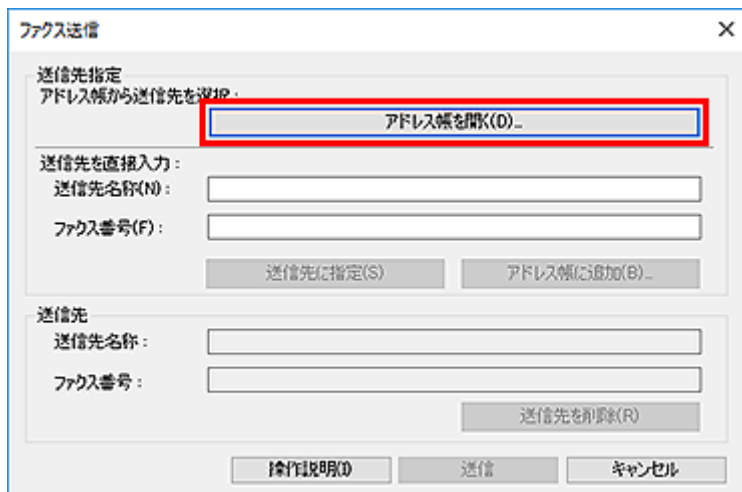 ファクス送信
送信先指定
アドレス帳から送信先を選択:
アドレス帳を開く(D)...
送信先を直接入力:
送信先名称(N):
ファクス番号(F):
送信先に指定(S)
アドレス帳に追加(B)...
送信先
送信先名称:
ファクス番号:
送信先を削除(R)
操作説明(I)
送信
キャンセル